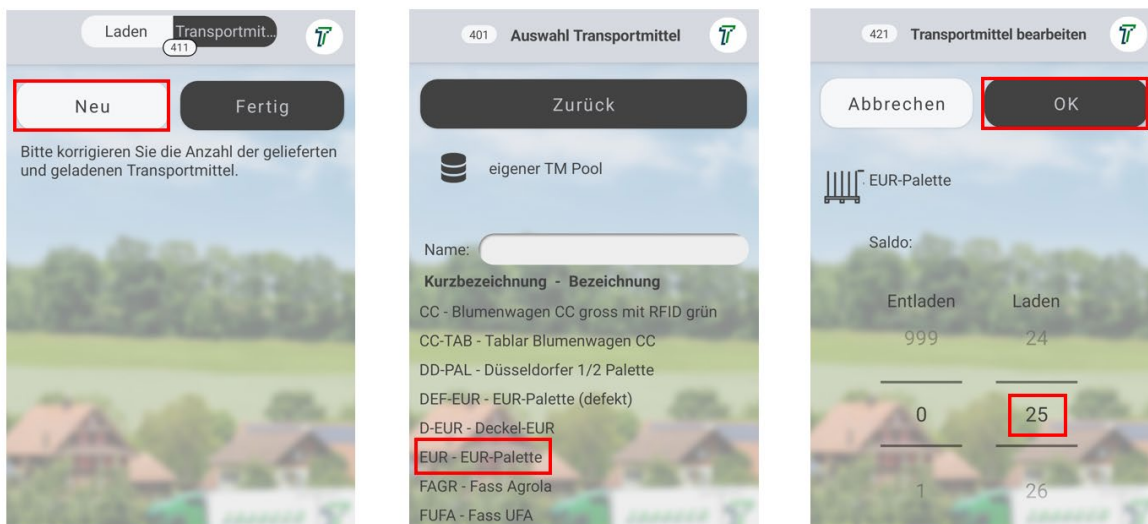 Laden Transportmit...
411
Neu Fertig
Bitte korrigieren Sie die Anzahl der gelieferten
und geladenen Transportmittel.
401 Auswahl Transportmittel
Zurück
eigener TM Pool
Name:
Kurzbezeichnung - Bezeichnung
CC - Blumenwagen CC gross mit RFID grün
CC-TAB - Tablar Blumenwagen CC
DD-PAL - Düsseldorfer 1/2 Palette
DEF-EUR - EUR-Palette (defekt)
D-EUR - Deckel-EUR
EUR - EUR-Palette
FAGR - Fass Agrola
FUFA - Fass UFA
421 Transportmittel bearbeiten
Abbrechen OK
EUR-Palette
Saldo:
Entladen Laden
999 24
0 25
1 26